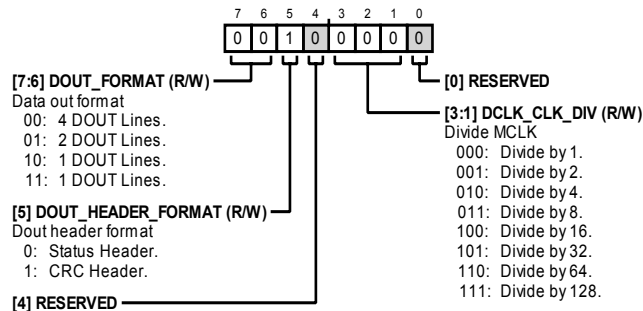 7 6 5 4 3 2 1 0
0 0 1 0 0 0 0 0
[7:6] DOUT_FORMAT (R/W)
Data out format
00: 4 DOUT Lines.
01: 2 DOUT Lines.
10: 1 DOUT Lines.
11: 1 DOUT Lines.
[5] DOUT_HEADER_FORMAT (R/W)
Dout header format
0: Status Header.
1: CRC Header.
[4] RESERVED
[0] RESERVED
[3:1] DCLK_CLK_DIV (R/W)
Divide MCLK
000: Divide by 1.
001: Divide by 2.
010: Divide by 4.
011: Divide by 8.
100: Divide by 16.
101: Divide by 32.
110: Divide by 64.
111: Divide by 128.